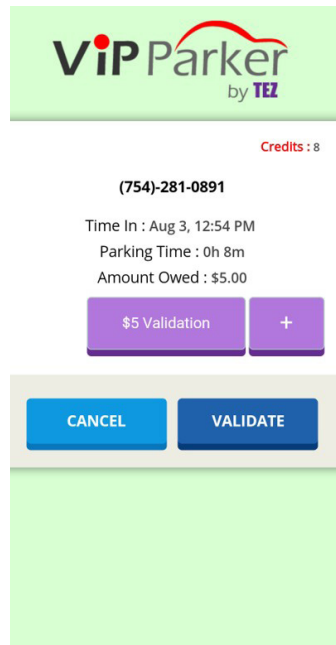 ViP Parker
by TEZ
Credits : 8
(754)-281-0891
Time In : Aug 3, 12:54 PM
Parking Time : 0h 8m
Amount Owed : $5.00
$5 Validation +
CANCEL VALIDATE